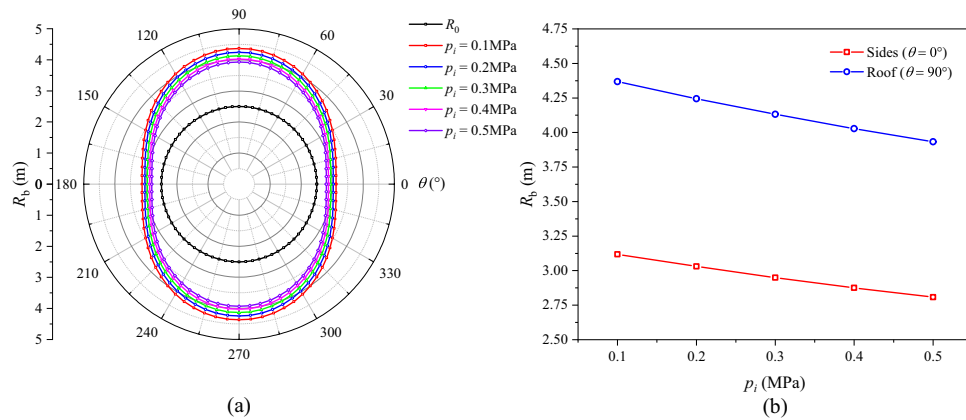 5
4
3
2
1
0
1
2
3
4
5
R_b (m)
90
60
30
0
330
300
270
240
210
180
150
120
θ (°)
R_0
p_i = 0.1MPa
p_i = 0.2MPa
p_i = 0.3MPa
p_i = 0.4MPa
p_i = 0.5MPa
(a)
4.75
4.50
4.25
4.00
3.75
3.50
3.25
3.00
2.75
2.50
R_b (m)
Sides (θ = 0°)
Roof (θ = 90°)
0.1 0.2 0.3 0.4 0.5
p_i (MPa)
(b)